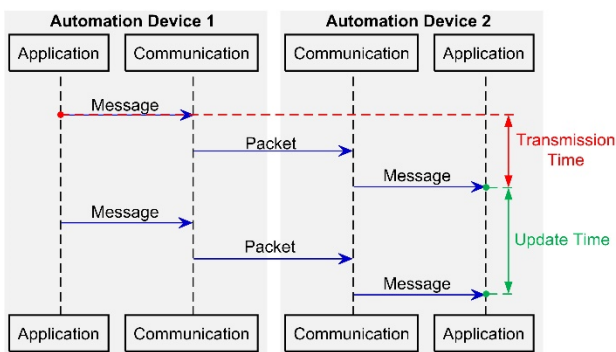 Automation Device 1 Automation Device 2
Application Communication Communication Application
Message
Packet
Transmission
Time
Message
Message
Update Time
Packet
Message
Application Communication Communication Application